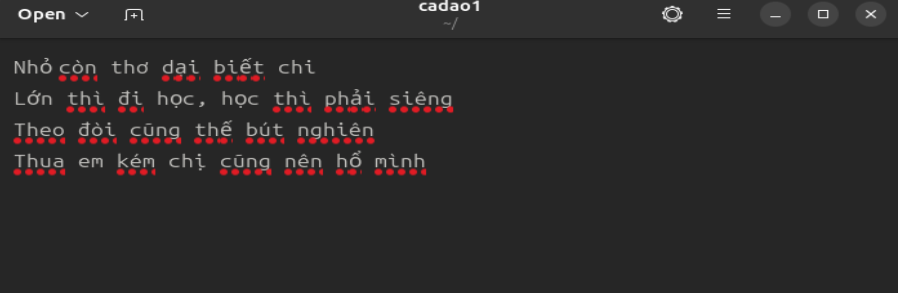 Open
cadao1
~/
Nhỏ còn thơ dại biết chi
Lớn thì đi học, học thì phải siêng
Theo đòi cũng thế bút nghiên
Thua em kém chị cũng nên hổ mình